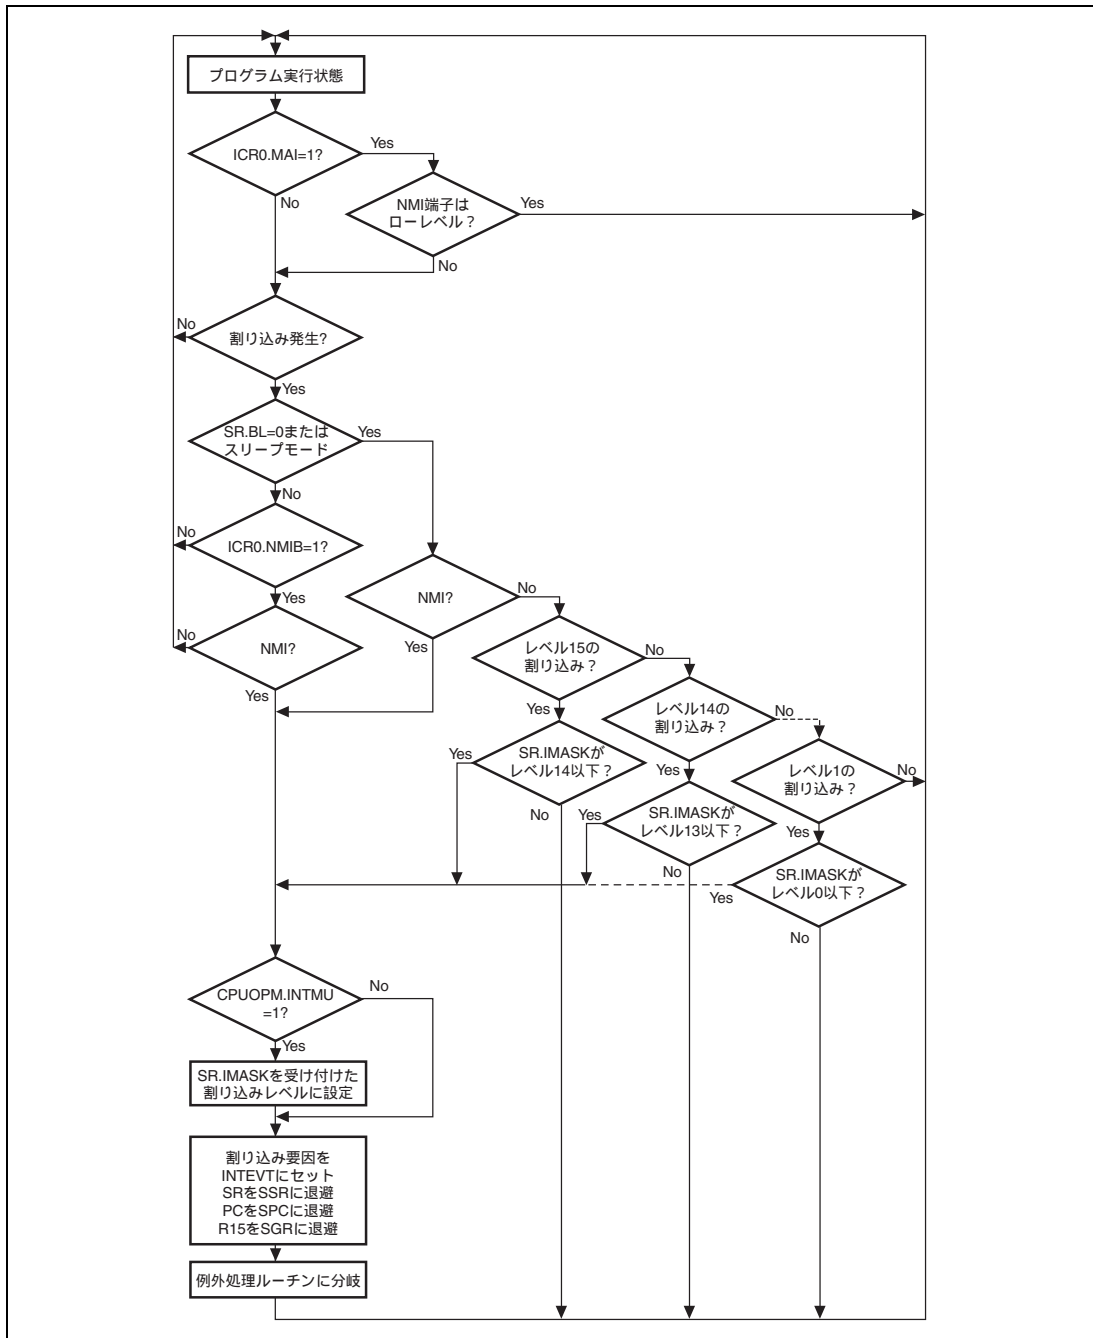 プログラム実行状態
ICR0.MAI=1?
Yes
No
NMI端子は
ローレベル？
Yes
No
割り込み発生?
No
Yes
SR.BL=0または
スリープモード
Yes
No
ICR0.NMIB=1?
No
Yes
NMI?
No
Yes
NMI?
No
Yes
レベル15の
割り込み？
No
Yes
レベル14の
割り込み？
No
Yes
レベル1の
割り込み？
No
Yes
SR.IMASKが
レベル14以下？
Yes
No
SR.IMASKが
レベル13以下？
Yes
No
SR.IMASKが
レベル0以下？
Yes
No
CPUOPM.INTMU
=1?
No
Yes
SR.IMASKを受け付けた
割り込みレベルに設定
割り込み要因を
INTEVTにセット
SRをSSRに退避
PCをSPCに退避
R15をSGRに退避
例外処理ルーチンに分岐